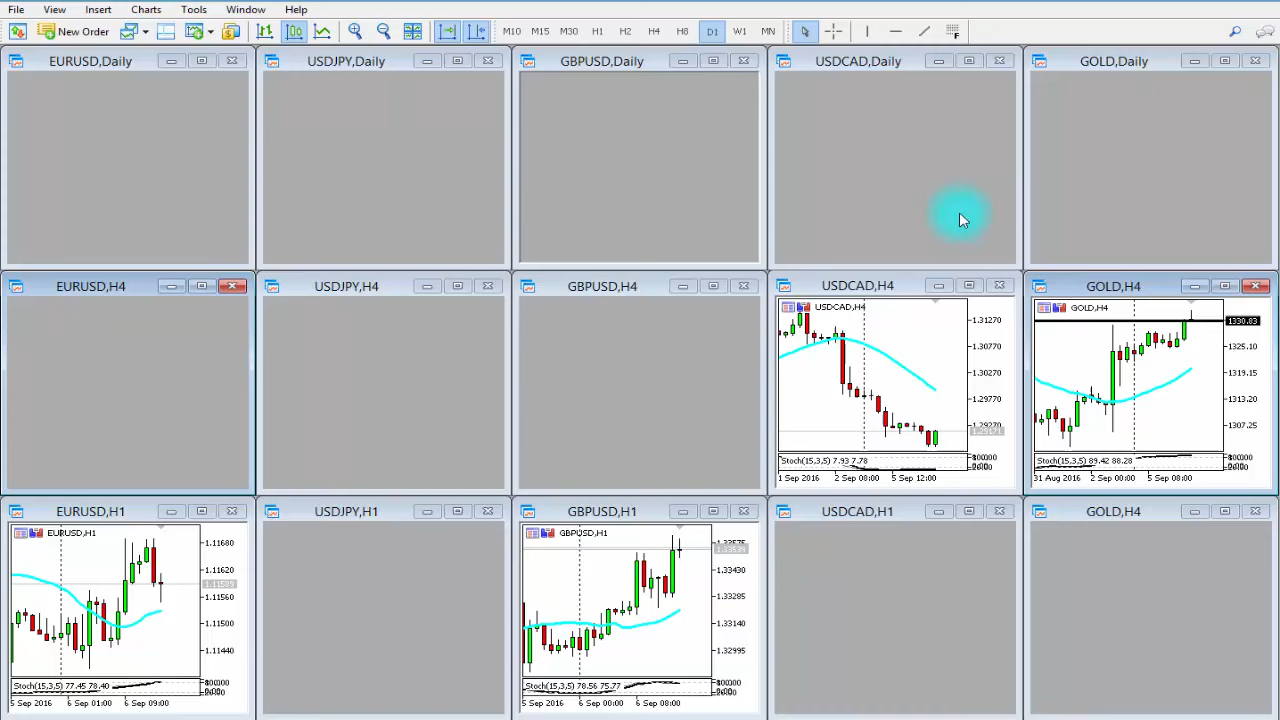 File View Insert Charts Tools Window Help
New Order M10 M15 M30 H1 H2 H4 H8 D1 W1 MN
EURUSD,Daily
USDJPY,Daily
GBPUSD,Daily
USDCAD,Daily
GOLD,Daily
EURUSD,H4
USDJPY,H4
GBPUSD,H4
USDCAD,H4
USDCAD,H4
1.31270
1.30770
1.30270
1.29770
1.29270
Stoch(15,3,5) 7.93 7.78
1 Sep 2016 2 Sep 08:00 5 Sep 12:00
GOLD,H4
GOLD,H4
1330.83
1325.10
1319.15
1313.20
1307.25
Stoch(15,3,5) 89.42 88.28
31 Aug 2016 2 Sep 00:00 5 Sep 08:00
EURUSD,H1
EURUSD,H1
1.11680
1.11620
1.11560
1.11500
1.11440
Stoch(15,3,5) 77.45 78.40
5 Sep 2016 6 Sep 01:00 6 Sep 09:00
USDJPY,H1
GBPUSD,H1
GBPUSD,H1
1.33430
1.33285
1.33140
1.32995
Stoch(15,3,5) 78.56 75.77
5 Sep 2016 6 Sep 00:00 6 Sep 08:00
USDCAD,H1
GOLD,H4